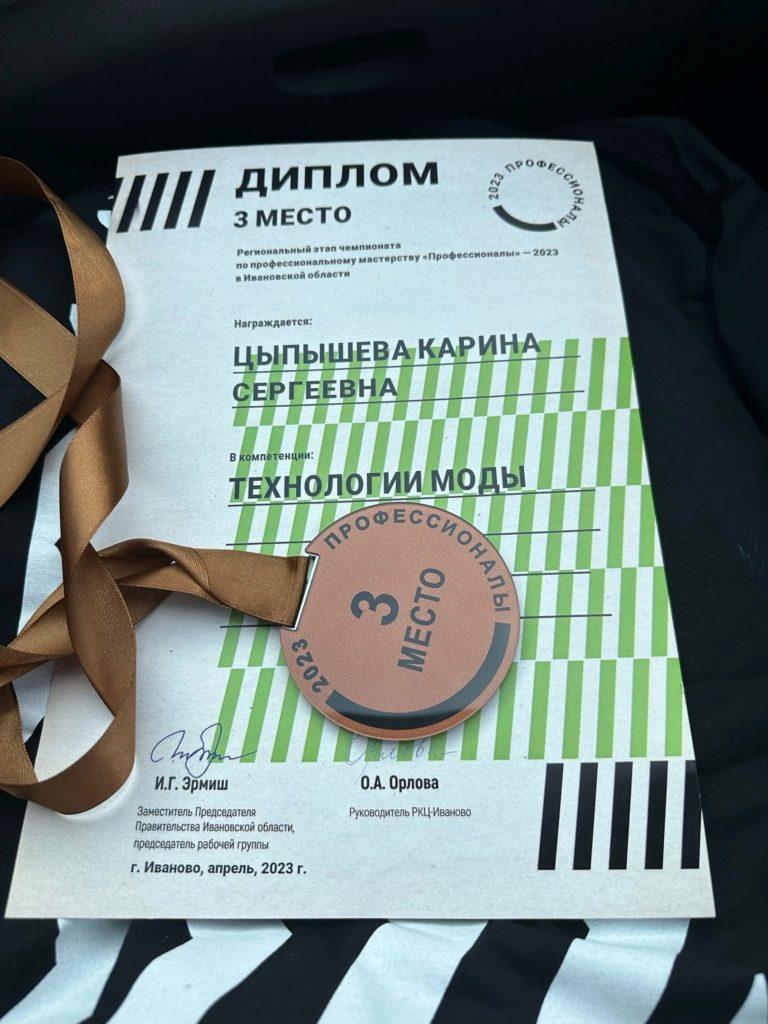 ДИПЛОМ
3 МЕСТО
2023 ПРОФЕССИОНАЛЫ
Региональный этап чемпионата
по профессиональному мастерству «Профессионалы» — 2023
в Ивановской области
Награждается:
ЦЫПЫШЕВА КАРИНА
СЕРГЕЕВНА
В компетенции:
ТЕХНОЛОГИИ МОДЫ
2023 ПРОФЕССИОНАЛЫ
3
МЕСТО
Орлова
И.Г. Эрмиш
Заместитель Председателя
Правительства Ивановской области,
председатель рабочей группы
О.А. Орлова
Руководитель РКЦ-Иваново
г. Иваново, апрель, 2023 г.